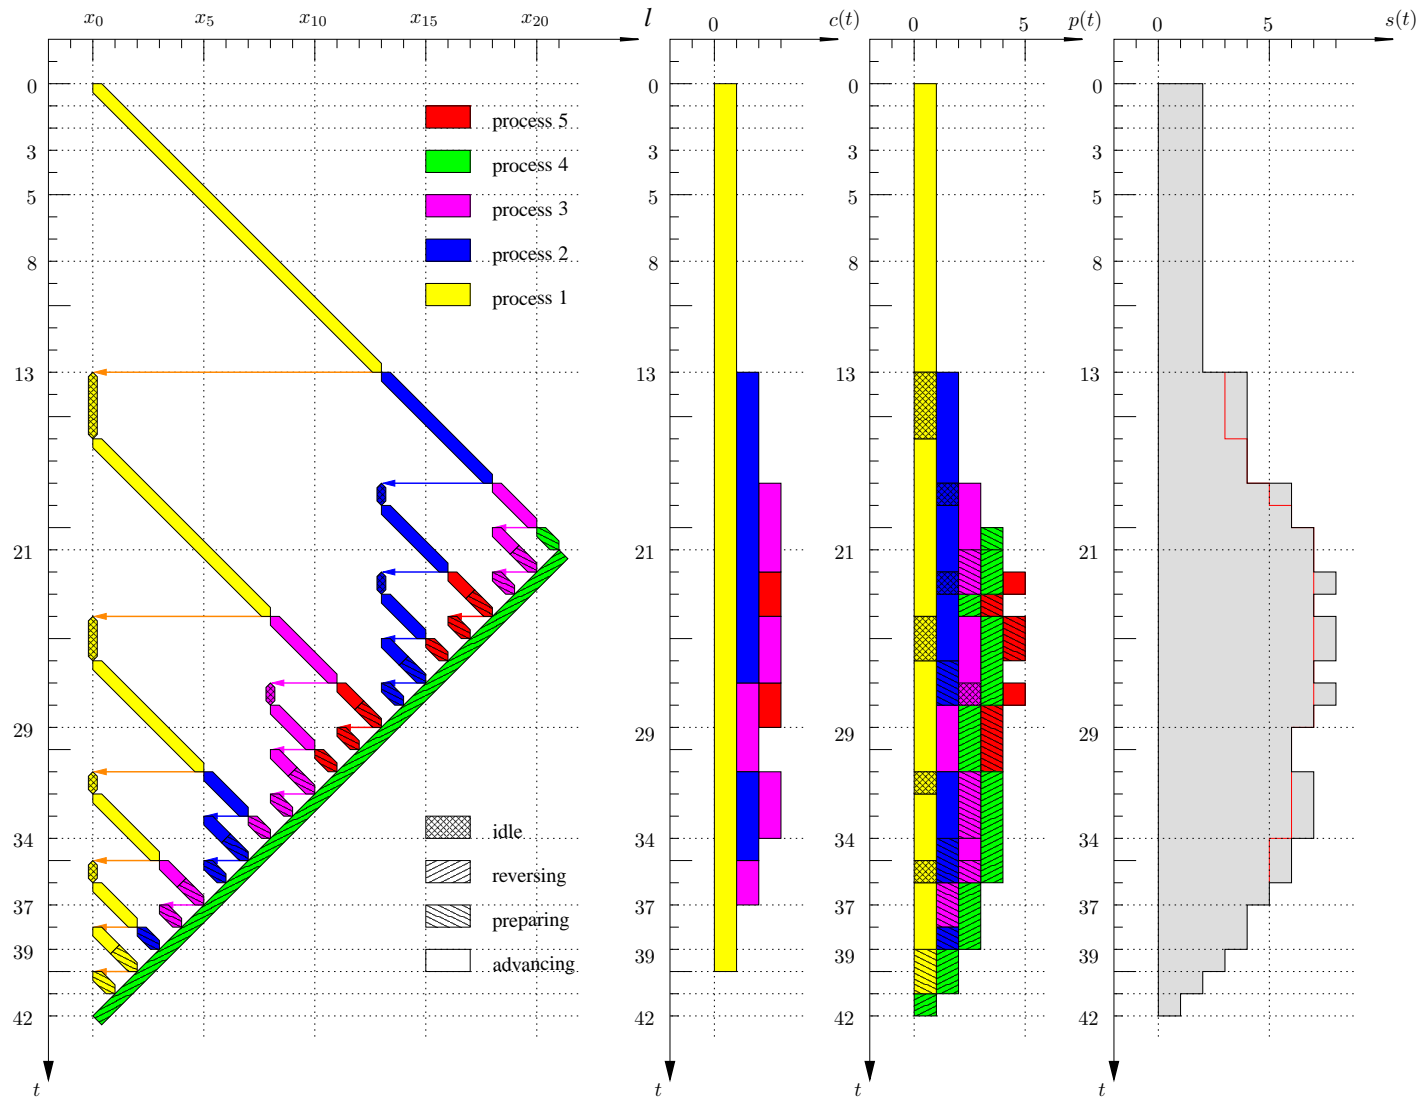 x0 x5 x10 x15 x20 l
0 c(t)
0 5 p(t)
0 5 s(t)
0 0 0 0
process 5
3 3 3 3
process 4
5 5 5 5
process 3
process 2
8 8 8 8
process 1
13 13 13 13
21 21 21 21
29 29 29 29
idle
34 34 34 34
reversing
37 37 37 37
preparing
39 39 39 39
advancing
42 42 42 42
t t t t